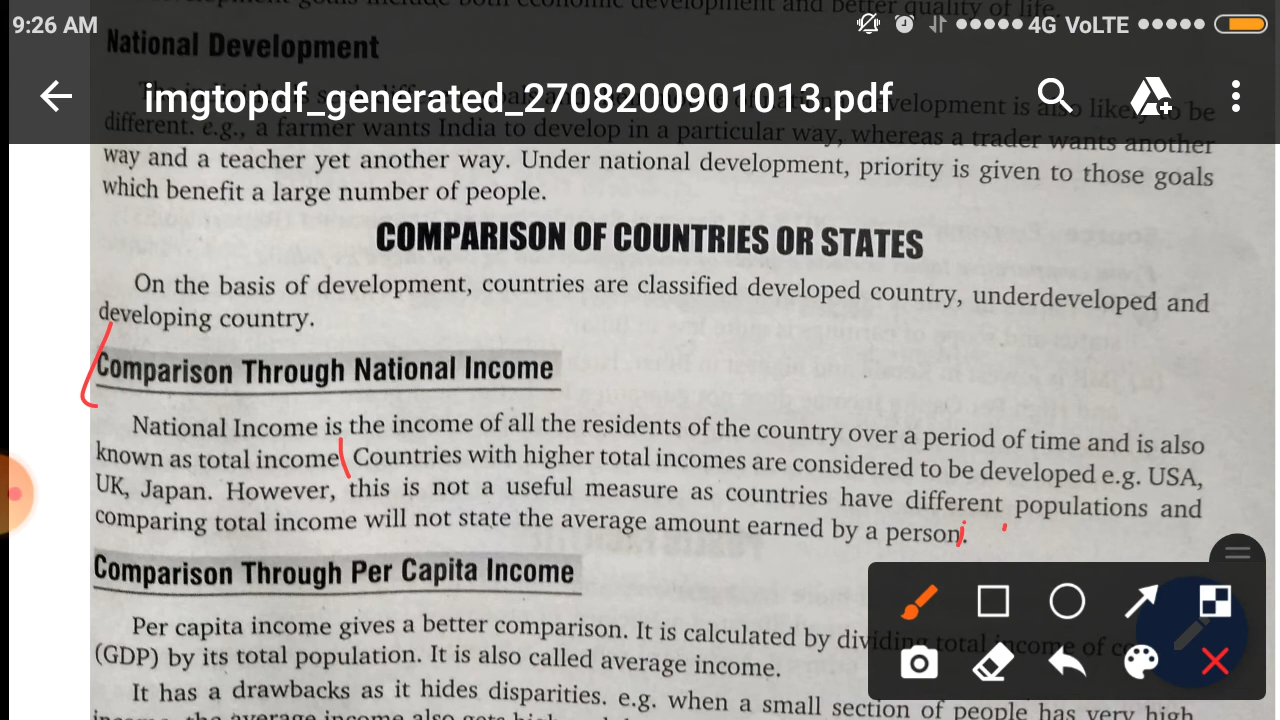 9:26 AM
4G VoLTE
National Development
imgtopdf_generated_2708200901013.pdf
development is also likely to be
different. e.g., a farmer wants India to develop in a particular way, whereas a trader wants another
way and a teacher yet another way. Under national development, priority is given to those goals
which benefit a large number of people.
COMPARISON OF COUNTRIES OR STATES
On the basis of development, countries are classified developed country, underdeveloped and
developing country.
Comparison Through National Income
National Income is the income of all the residents of the country over a period of time and is also
known as total income. Countries with higher total incomes are considered to be developed e.g. USA,
UK, Japan. However, this is not a useful measure as countries have different populations and
comparing total income will not state the average amount earned by a person.
Comparison Through Per Capita Income
Per capita income gives a better comparison. It is calculated by dividing total income of
(GDP) by its total population. It is also called average income.
It has a drawbacks as it hides disparities. e.g. when a small section of people has very high